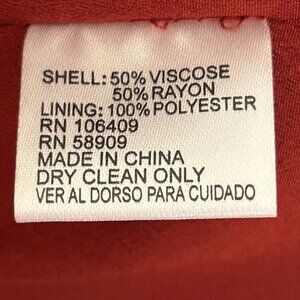 SHELL: 50% VISCOSE
50% RAYON
LINING: 100% POLYESTER
RN 106409
RN 58909
MADE IN CHINA
DRY CLEAN ONLY
VER AL DORSO PARA CUIDADO